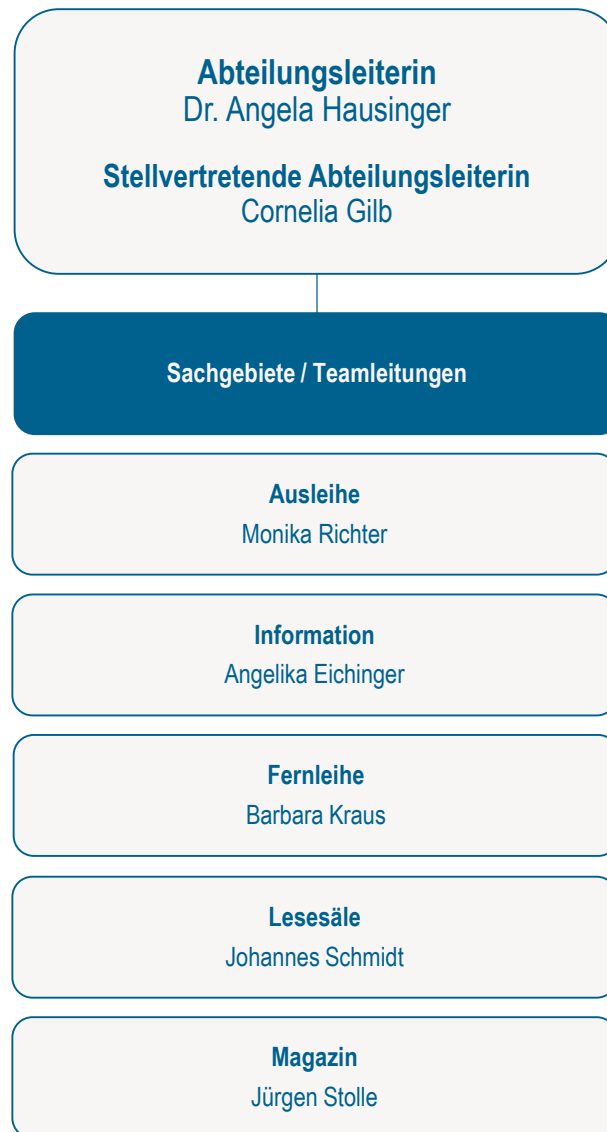 Abteilungsleiterin
Dr. Angela Hausinger
Stellvertretende Abteilungsleiterin
Cornelia Gilb
Sachgebiete / Teamleitungen
Ausleihe
Monika Richter
Information
Angelika Eichinger
Fernleihe
Barbara Kraus
Lesesäle
Johannes Schmidt
Magazin
Jürgen Stolle